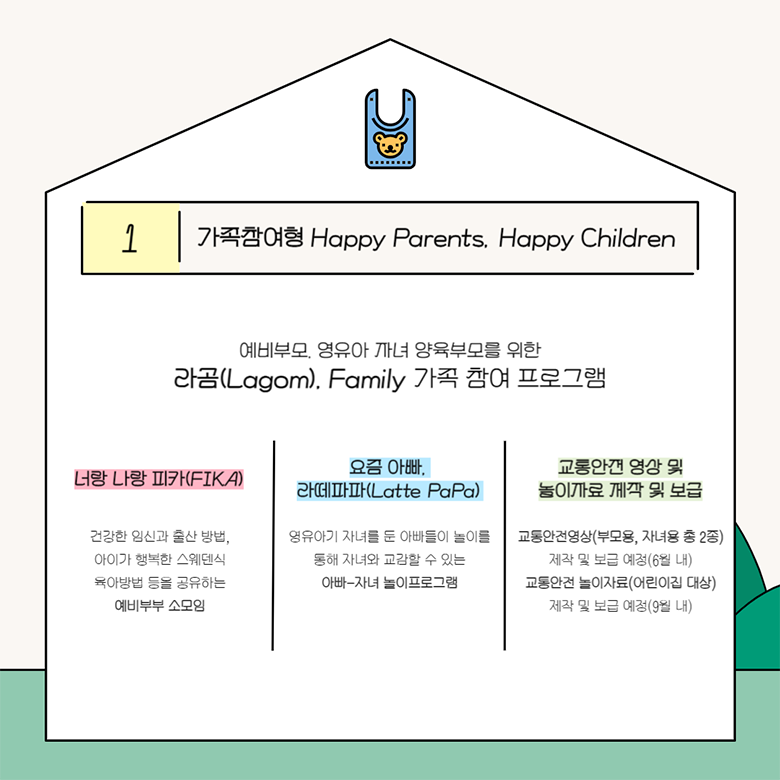 1
가족참여형 Happy Parents, Happy Children
예비부모, 영유아 자녀 양육부모를 위한
라곰(Lagom), Family 가족 참여 프로그램
너랑 나랑 피카(FIKA)
건강한 임신과 출산 방법,
아이가 행복한 스웨덴식
육아방법 등을 공유하는
예비부부 소모임
요즘 아빠,
라떼파파(Latte PaPa)
영유아기 자녀를 둔 아빠들이 놀이를
통해 자녀와 교감할 수 있는
아빠-자녀 놀이프로그램
교통안전 영상 및
놀이자료 제작 및 보급
교통안전영상(부모용, 자녀용 총 2종)
제작 및 보급 예정(6월 내)
교통안전 놀이자료(어린이집 대상)
제작 및 보급 예정(9월 내)